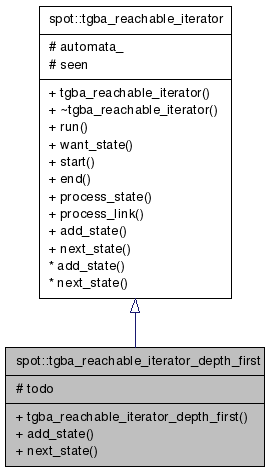 spot::tgba_reachable_iterator
# automata_
# seen
+ tgba_reachable_iterator()
+ ~tgba_reachable_iterator()
+ run()
+ want_state()
+ start()
+ end()
+ process_state()
+ process_link()
+ add_state()
+ next_state()
* add_state()
* next_state()
spot::tgba_reachable_iterator_depth_first
# todo
+ tgba_reachable_iterator_depth_first()
+ add_state()
+ next_state()